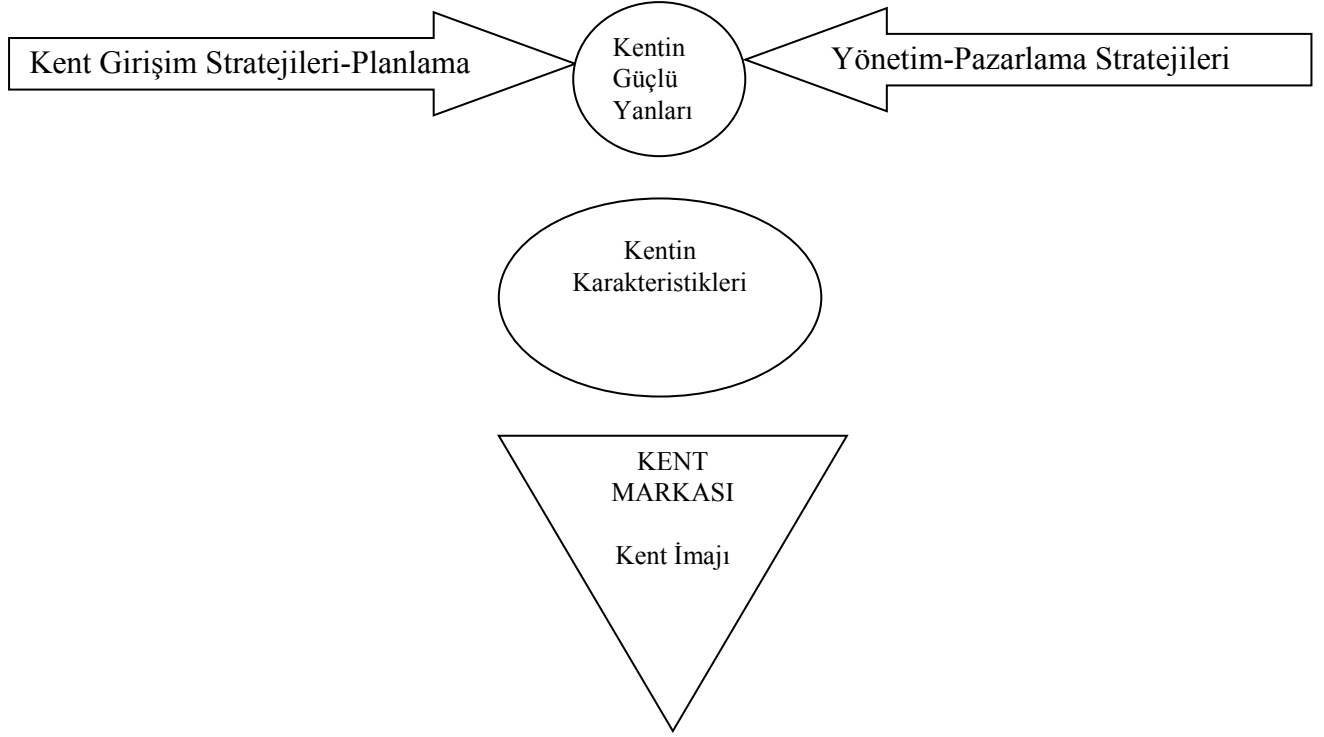 Kent Girişim Stratejileri-Planlama
Kentin
Güçlü
Yanları
Yönetim-Pazarlama Stratejileri
Kentin
Karakteristikleri
KENT
MARKASI
Kent İmajı